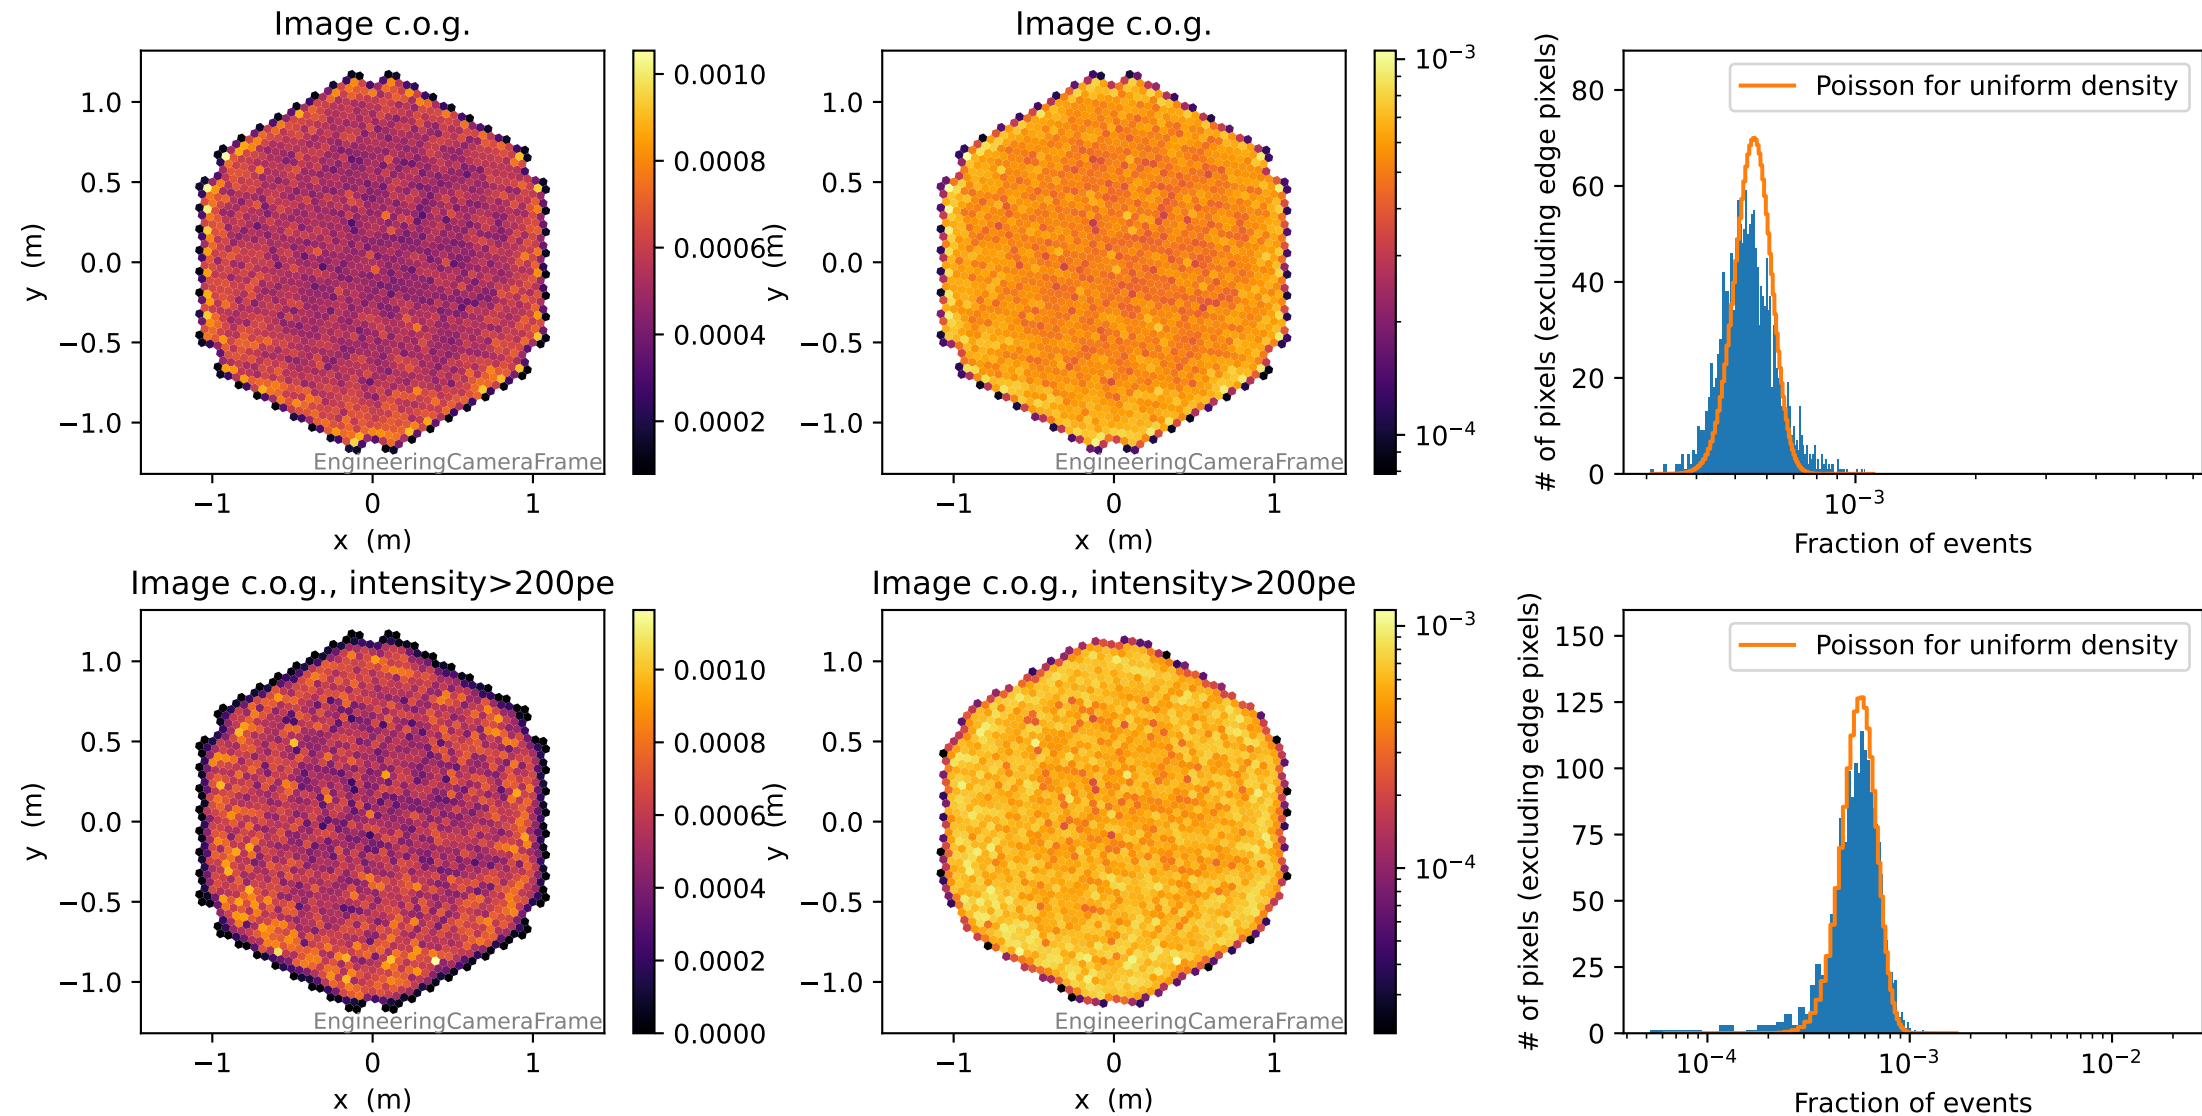 Image c.o.g.
1.0
0.5
0.0
−0.5
−1.0
y (m)
−1
0
1
x (m)
EngineeringCameraFrame
0.0010
0.0008
0.0006
0.0004
0.0002
Image c.o.g.
1.0
0.5
0.0
−0.5
−1.0
y (m)
−1
0
1
x (m)
EngineeringCameraFrame
10⁻³
10⁻⁴
# of pixels (excluding edge pixels)
80
60
40
20
0
Poisson for uniform density
10⁻³
Fraction of events
Image c.o.g., intensity>200pe
1.0
0.5
0.0
−0.5
−1.0
y (m)
−1
0
1
x (m)
EngineeringCameraFrame
0.0010
0.0008
0.0006
0.0004
0.0002
0.0000
Image c.o.g., intensity>200pe
1.0
0.5
0.0
−0.5
−1.0
y (m)
−1
0
1
x (m)
EngineeringCameraFrame
10⁻³
10⁻⁴
# of pixels (excluding edge pixels)
150
125
100
75
50
25
0
Poisson for uniform density
10⁻⁴
10⁻³
10⁻²
Fraction of events